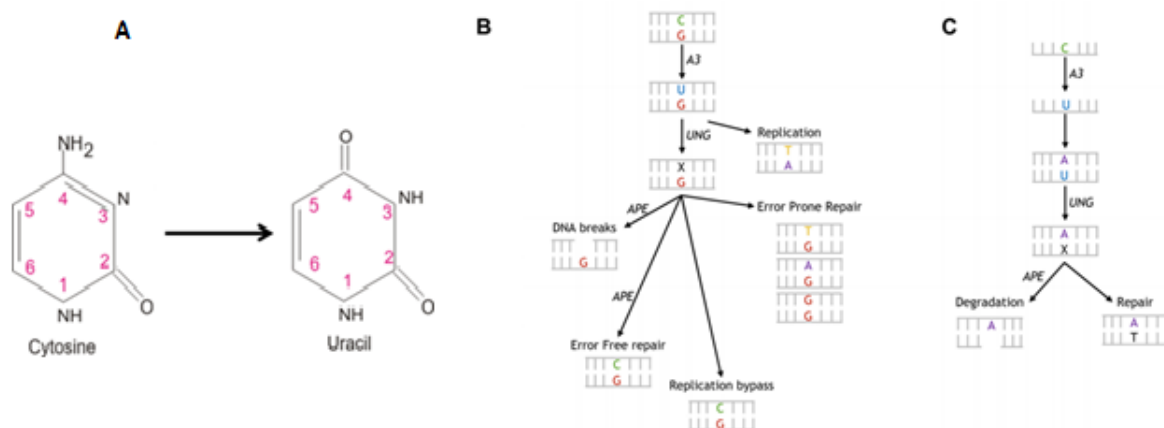 A
NH2
N
4
3
5
2
6
1
O
NH
Cytosine
O
4
NH
5
3
6
2
1
O
NH
Uracil
B
C
G
A3
U
G
UNG
Replication
T
A
X
G
APE
DNA breaks
G
Error Prone Repair
T
G
A
G
G
G
APE
Error Free repair
C
G
Replication bypass
C
G
C
C
A3
U
A
U
UNG
A
X
APE
Degradation
A
Repair
A
T